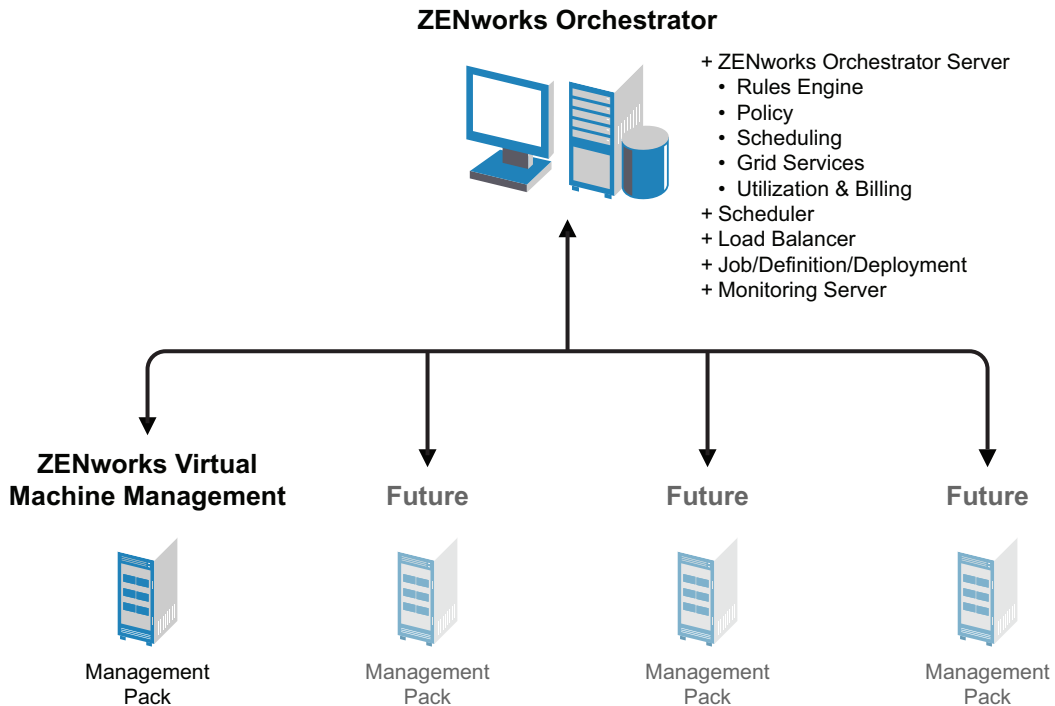 ZENworks Orchestrator
+ ZENworks Orchestrator Server
• Rules Engine
• Policy
• Scheduling
• Grid Services
• Utilization & Billing
+ Scheduler
+ Load Balancer
+ Job/Definition/Deployment
+ Monitoring Server
ZENworks Virtual
Machine Management
Future
Future
Future
Management
Pack
Management
Pack
Management
Pack
Management
Pack